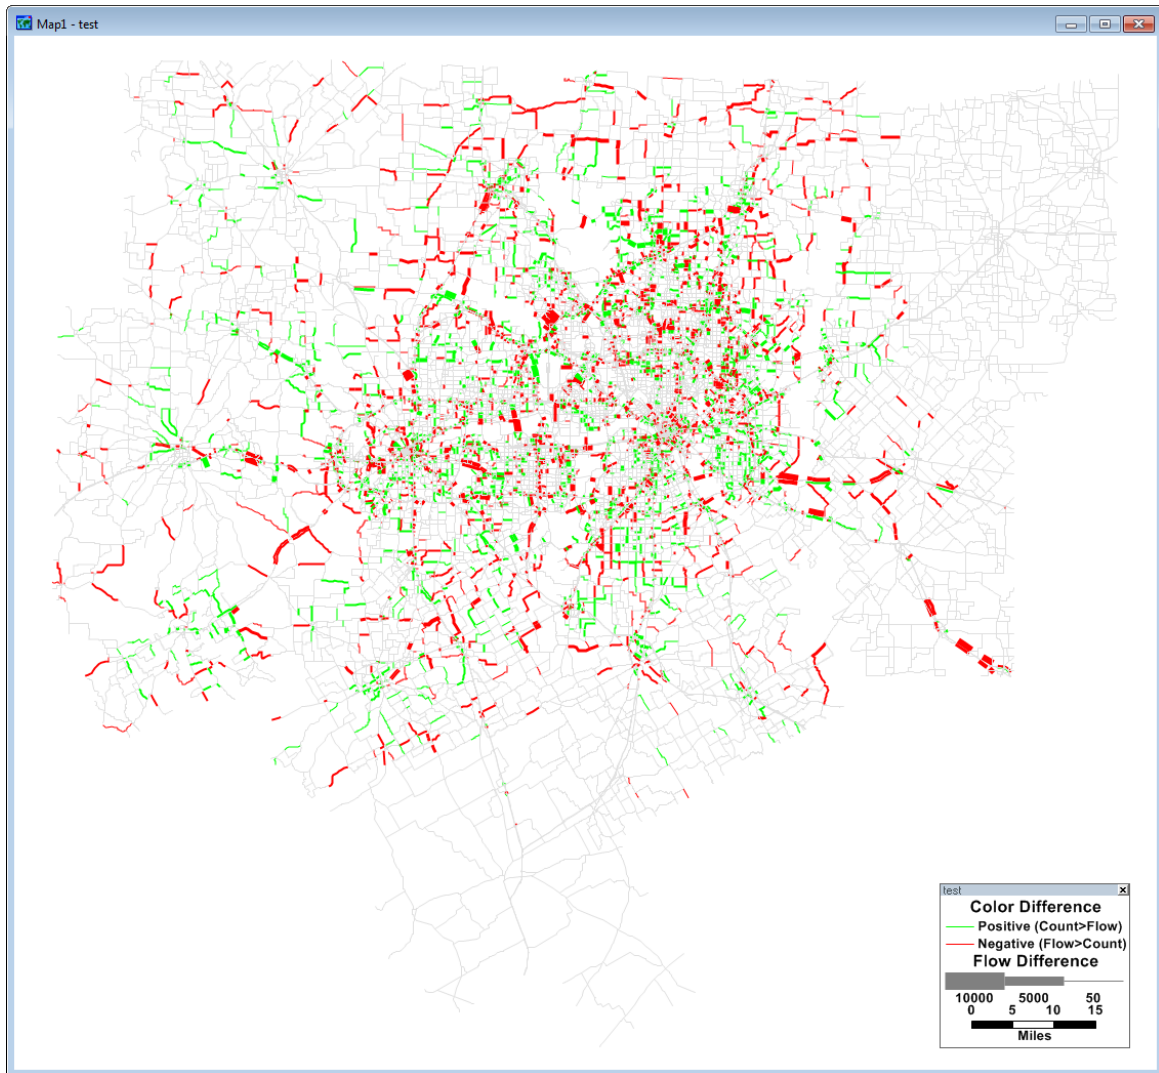 Map1 - test
test
Color Difference
Positive (Count>Flow)
Negative (Flow>Count)
Flow Difference
10000 5000 50
0 5 10 15
Miles